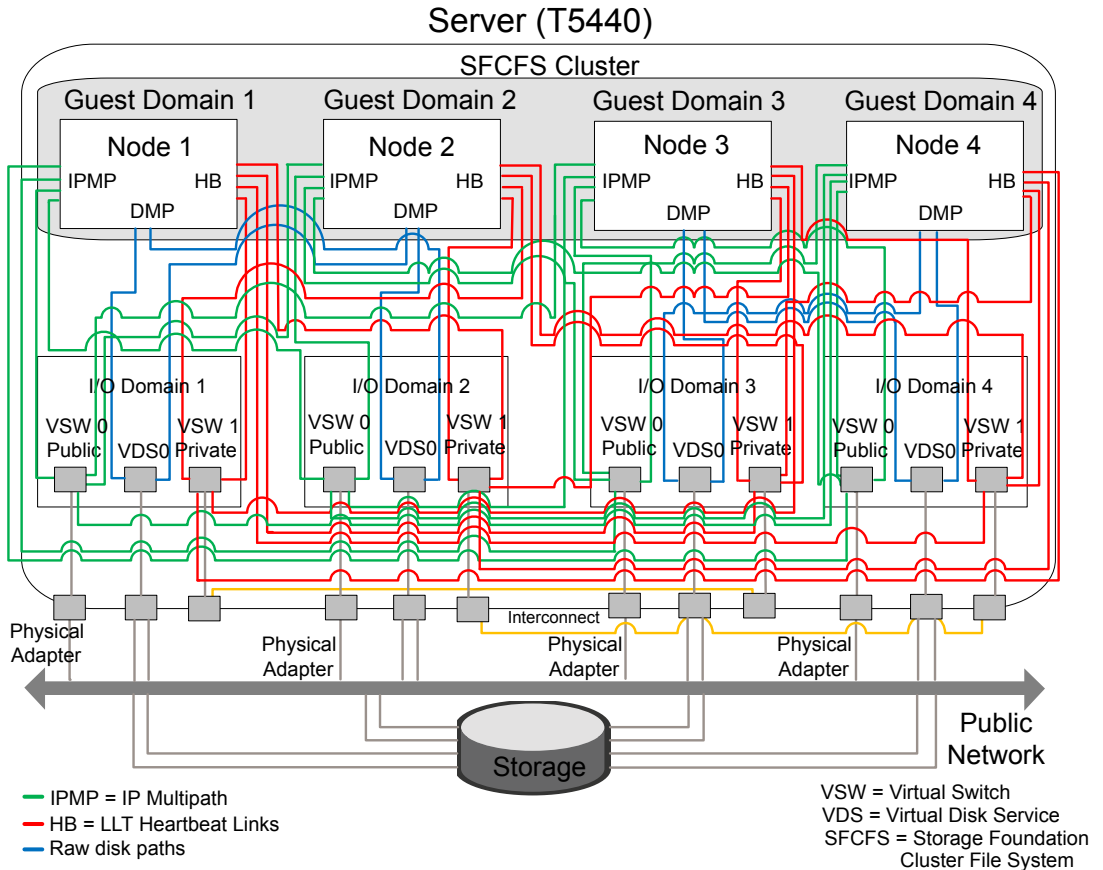 Server (T5440)
SFCFS Cluster
Guest Domain 1
Guest Domain 2
Guest Domain 3
Guest Domain 4
Node 1
Node 2
Node 3
Node 4
IPMP
HB
IPMP
HB
IPMP
HB
IPMP
HB
DMP
DMP
DMP
DMP
I/O Domain 1
I/O Domain 2
I/O Domain 3
I/O Domain 4
VSW 0
Public
VDS0
VSW 1
Private
VSW 0
Public
VDS0
VSW 1
Private
VSW 0
Public
VDS0
VSW 1
Private
VSW 0
Public
VDS0
VSW 1
Private
Interconnect
Physical
Adapter
Physical
Adapter
Physical
Adapter
Physical
Adapter
Public
Network
Storage
IPMP = IP Multipath
HB = LLT Heartbeat Links
Raw disk paths
VSW = Virtual Switch
VDS = Virtual Disk Service
SFCFS = Storage Foundation
Cluster File System